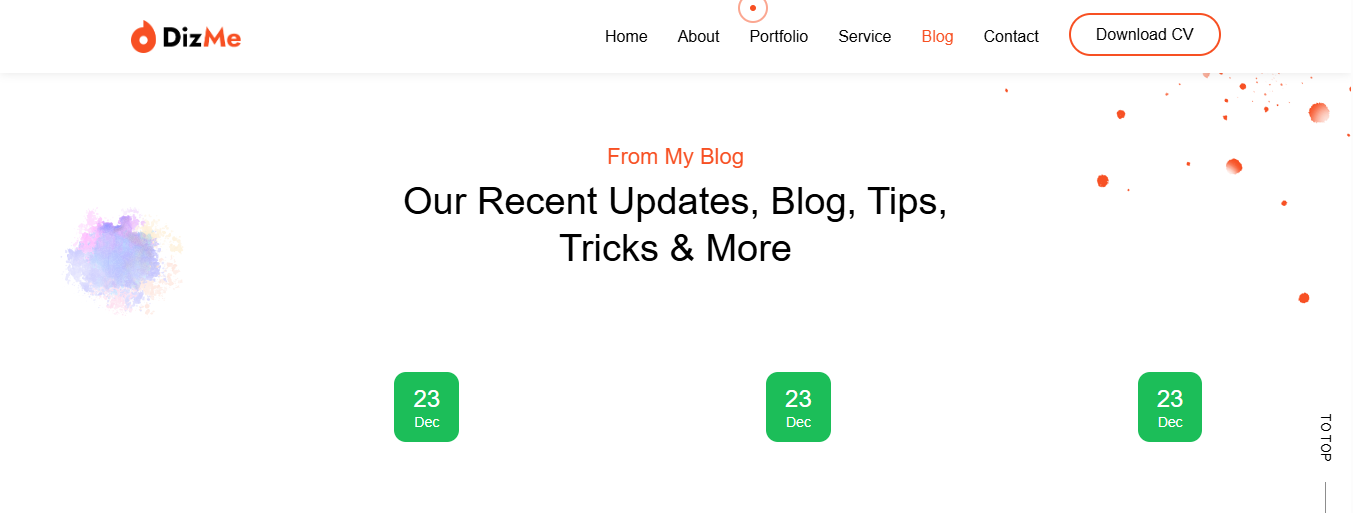 DizMe
Home About Portfolio Service Blog Contact Download CV
From My Blog
Our Recent Updates, Blog, Tips,
Tricks & More
23 23 23
Dec Dec Dec
TO TOP